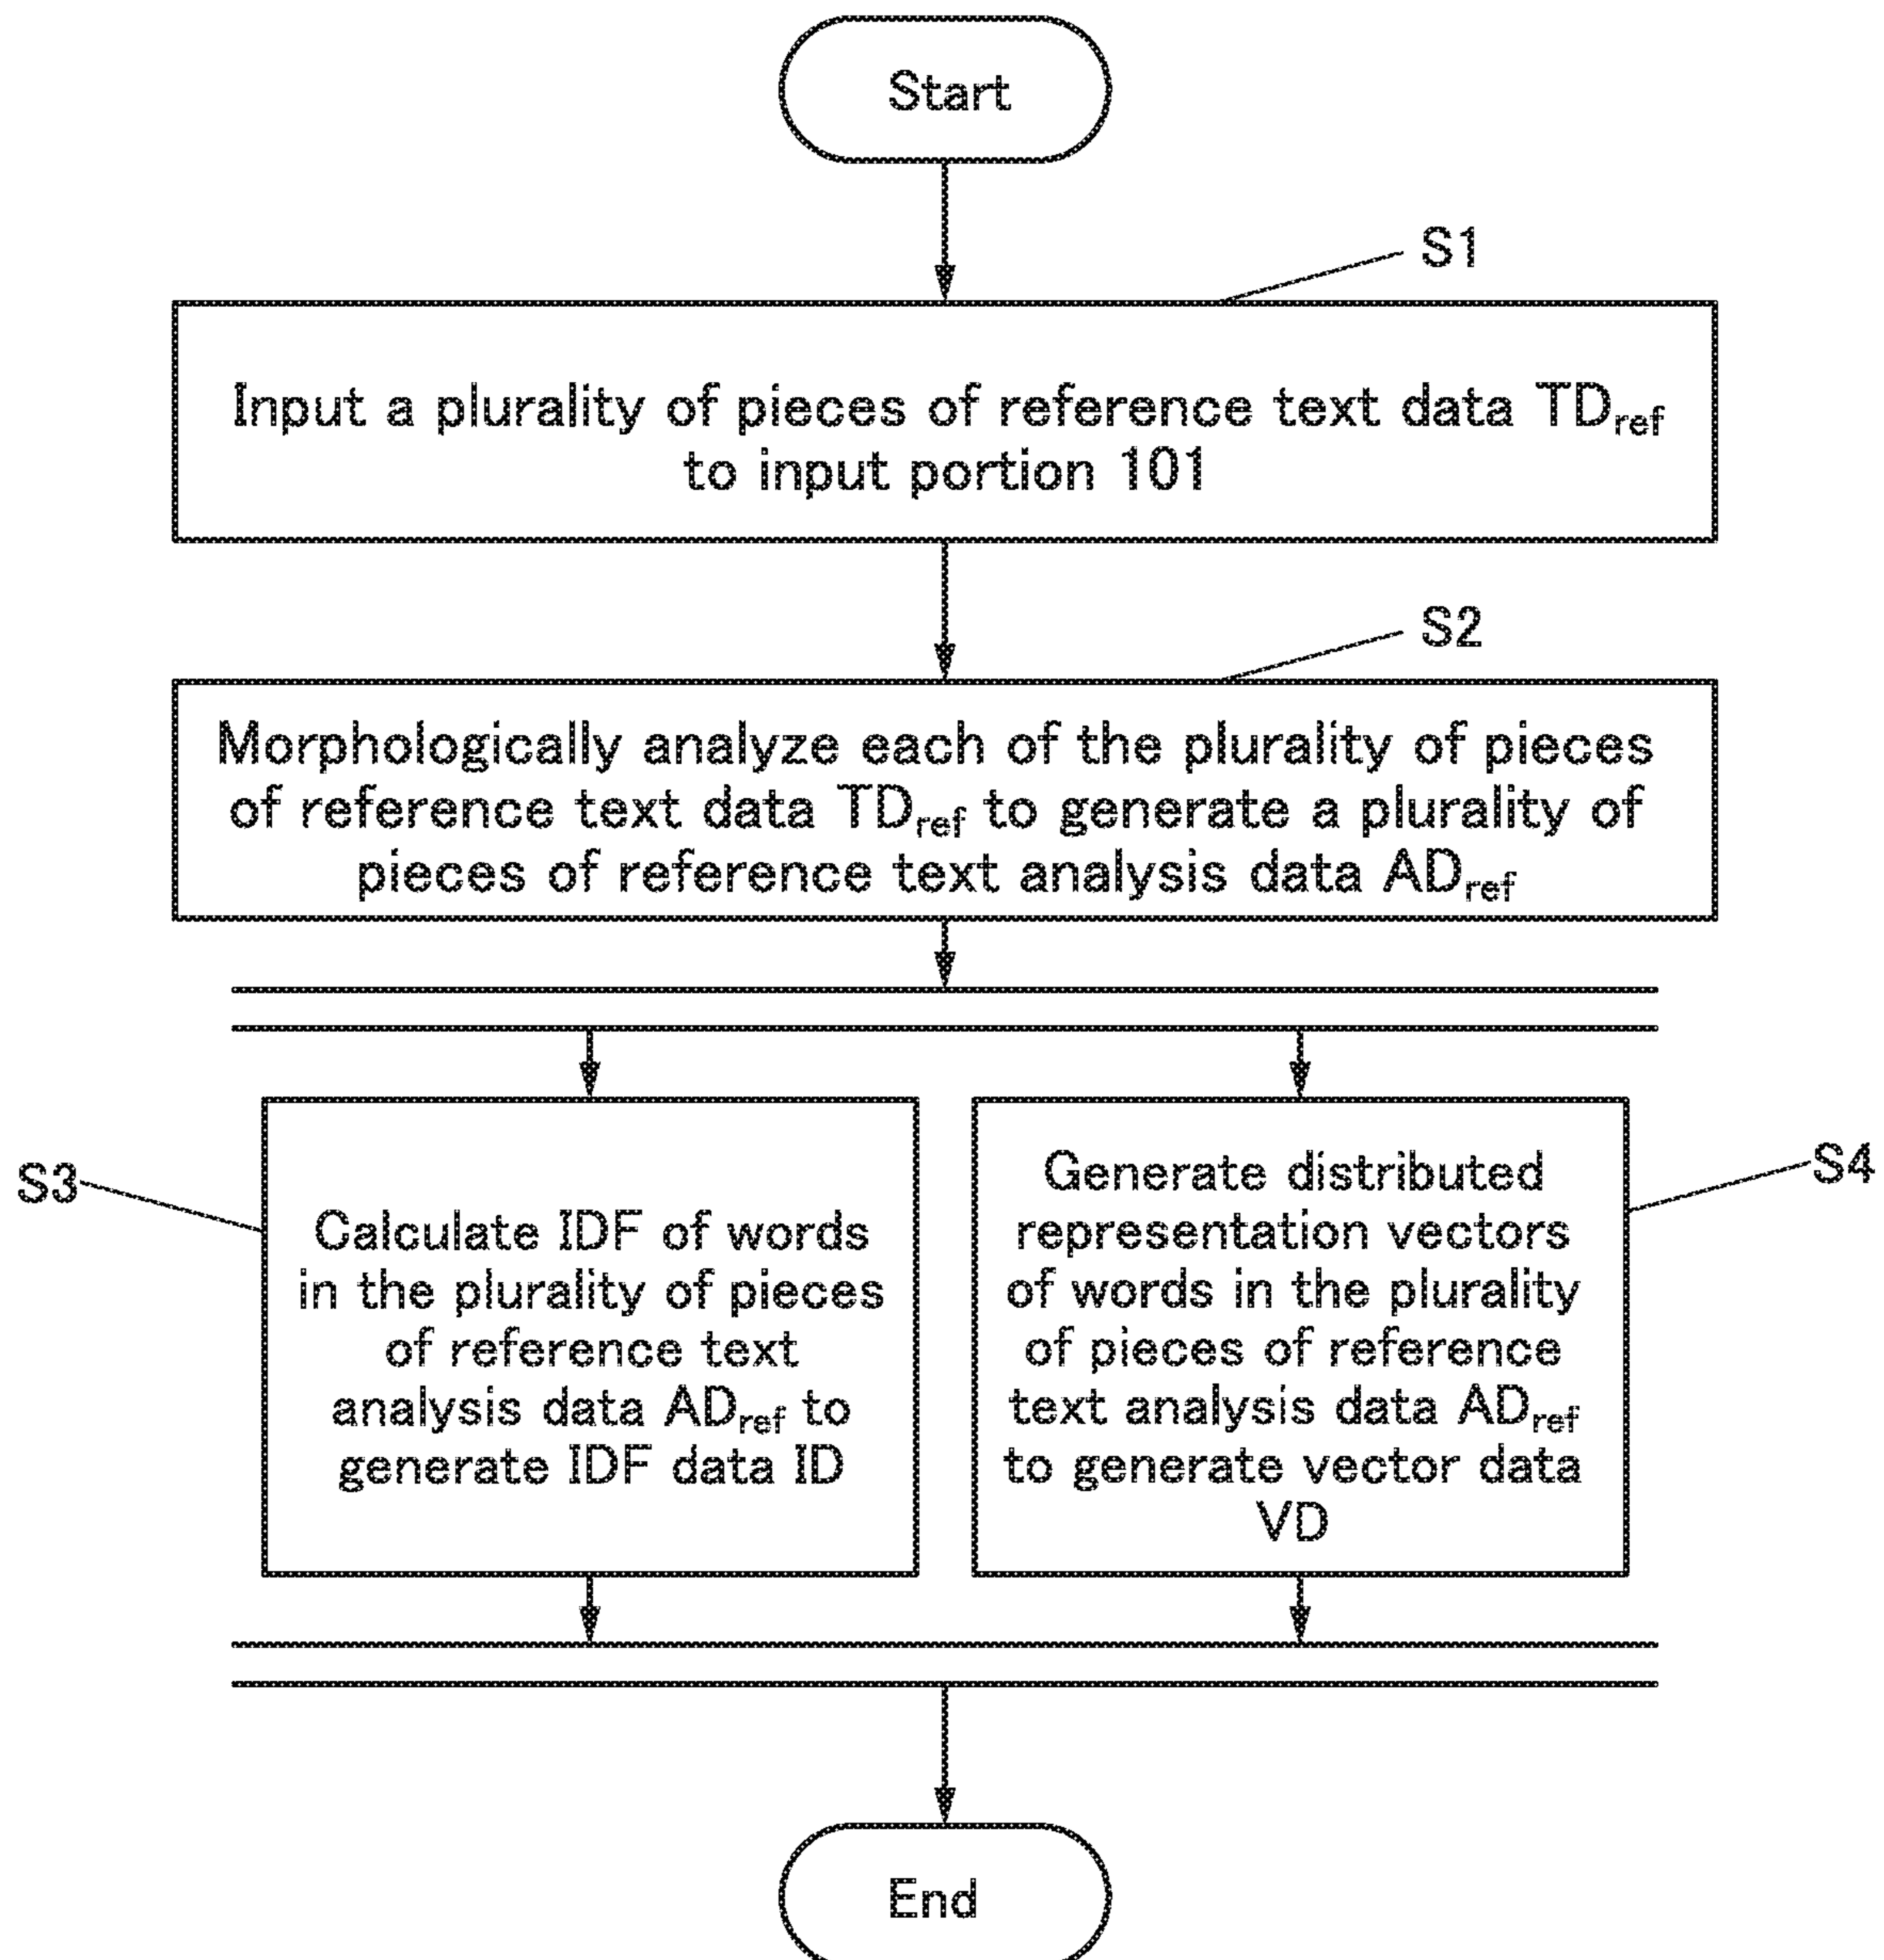 Start
S1
Input a plurality of pieces of reference text data TDref
to input portion 101
S2
Morphologically analyze each of the plurality of pieces
of reference text data TDref to generate a plurality of
pieces of reference text analysis data ADref
S3
Calculate IDF of words
in the plurality of pieces
of reference text
analysis data ADref to
generate IDF data ID
S4
Generate distributed
representation vectors
of words in the plurality
of pieces of reference
text analysis data ADref
to generate vector data
VD
End